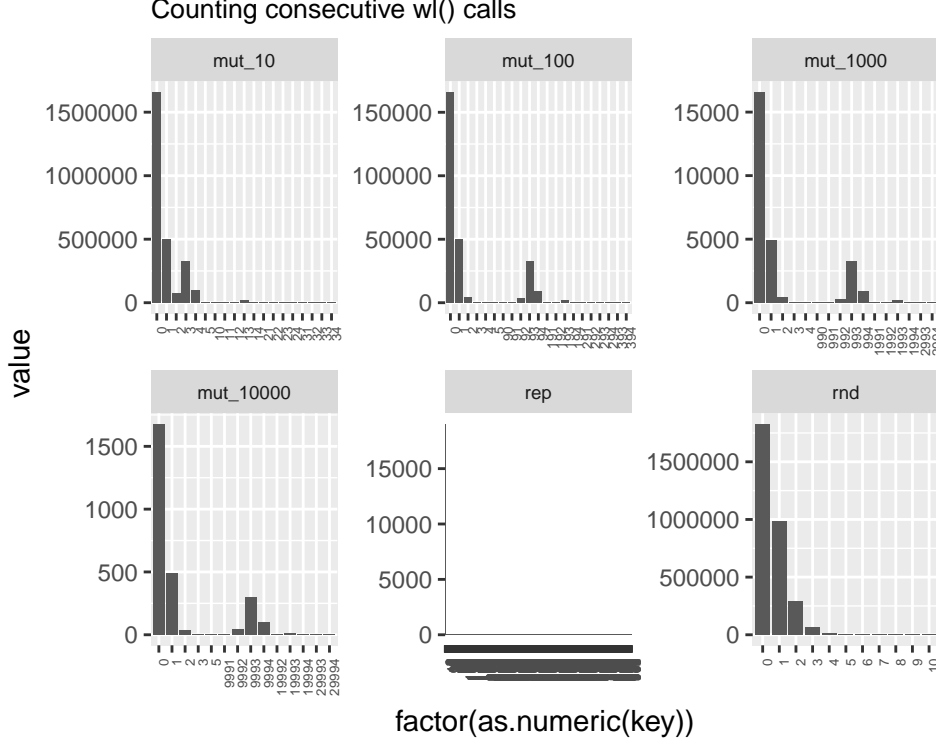 Counting consecutive wl() calls
mut_10 mut_100 mut_1000
1500000 150000 15000
1000000 100000 10000
500000 50000 5000
0 0 0
0 1 2 3 4 5 10 11 12 13 14 21 22 23 24 31 32 33 34
0 1 2 3 4 5 90 91 92 93 94 191 192 193 194 291 292 293 294 393 394
0 1 2 3 4 990 991 992 993 994 1991 1992 1993 1994 2993
value
mut_10000 rep rnd
1500 15000 1500000
1000 10000 1000000
500 5000 500000
0 0 0
0 1 2 3 5 9991 9992 9993 9994 19992 19993 19994 29993 29994
0 1 2 3 4 5 6 7 8 9 10
factor(as.numeric(key))